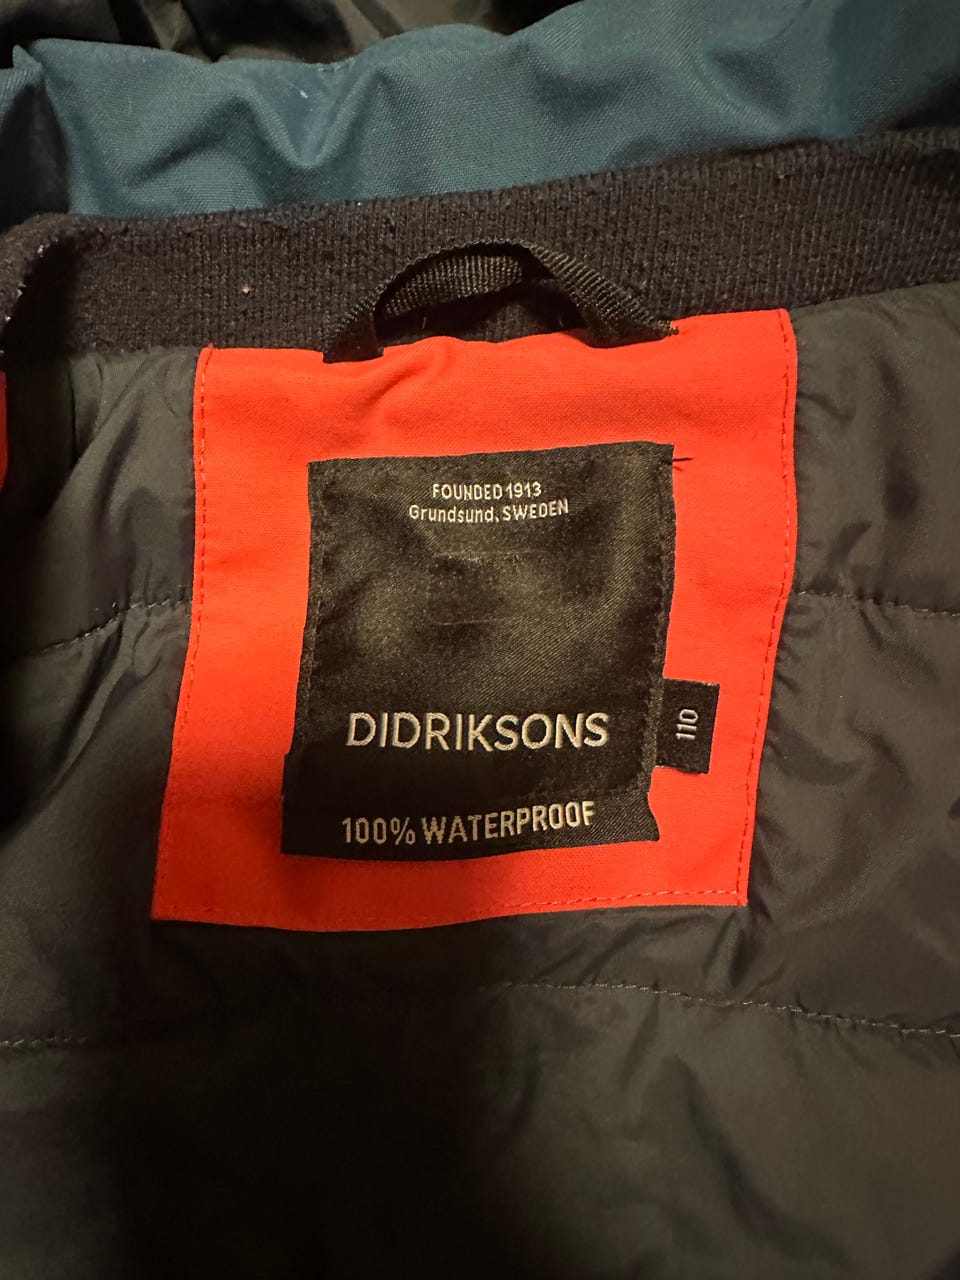 FOUNDED 1913
Grundsund, SWEDEN
DIDRIKSONS
110
100% WATERPROOF